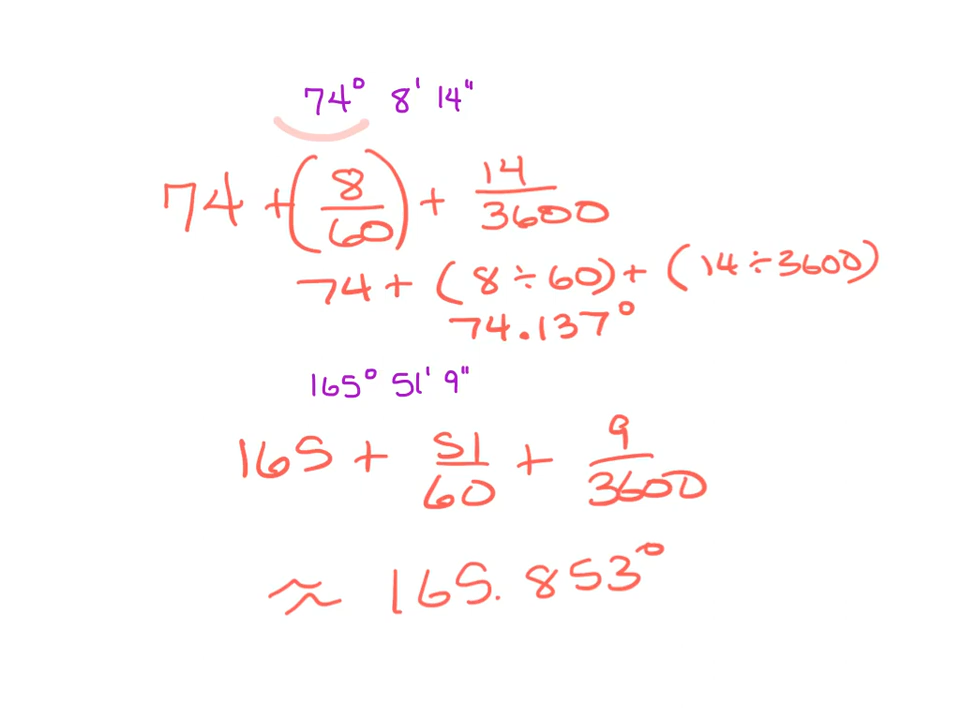 74° 8' 14"
74 + (8/60) + 14/3600
74 + (8 ÷ 60) + (14 ÷ 3600)
74.137°
165° 51' 9"
165 + 51/60 + 9/3600
≈ 165.853°